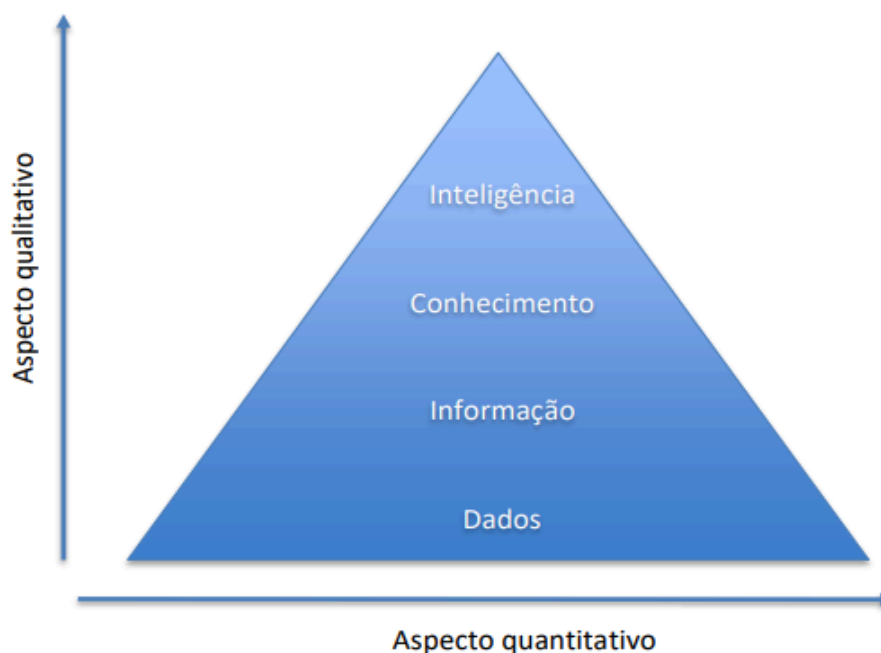 Aspecto qualitativo
Inteligência
Conhecimento
Informação
Dados
Aspecto quantitativo